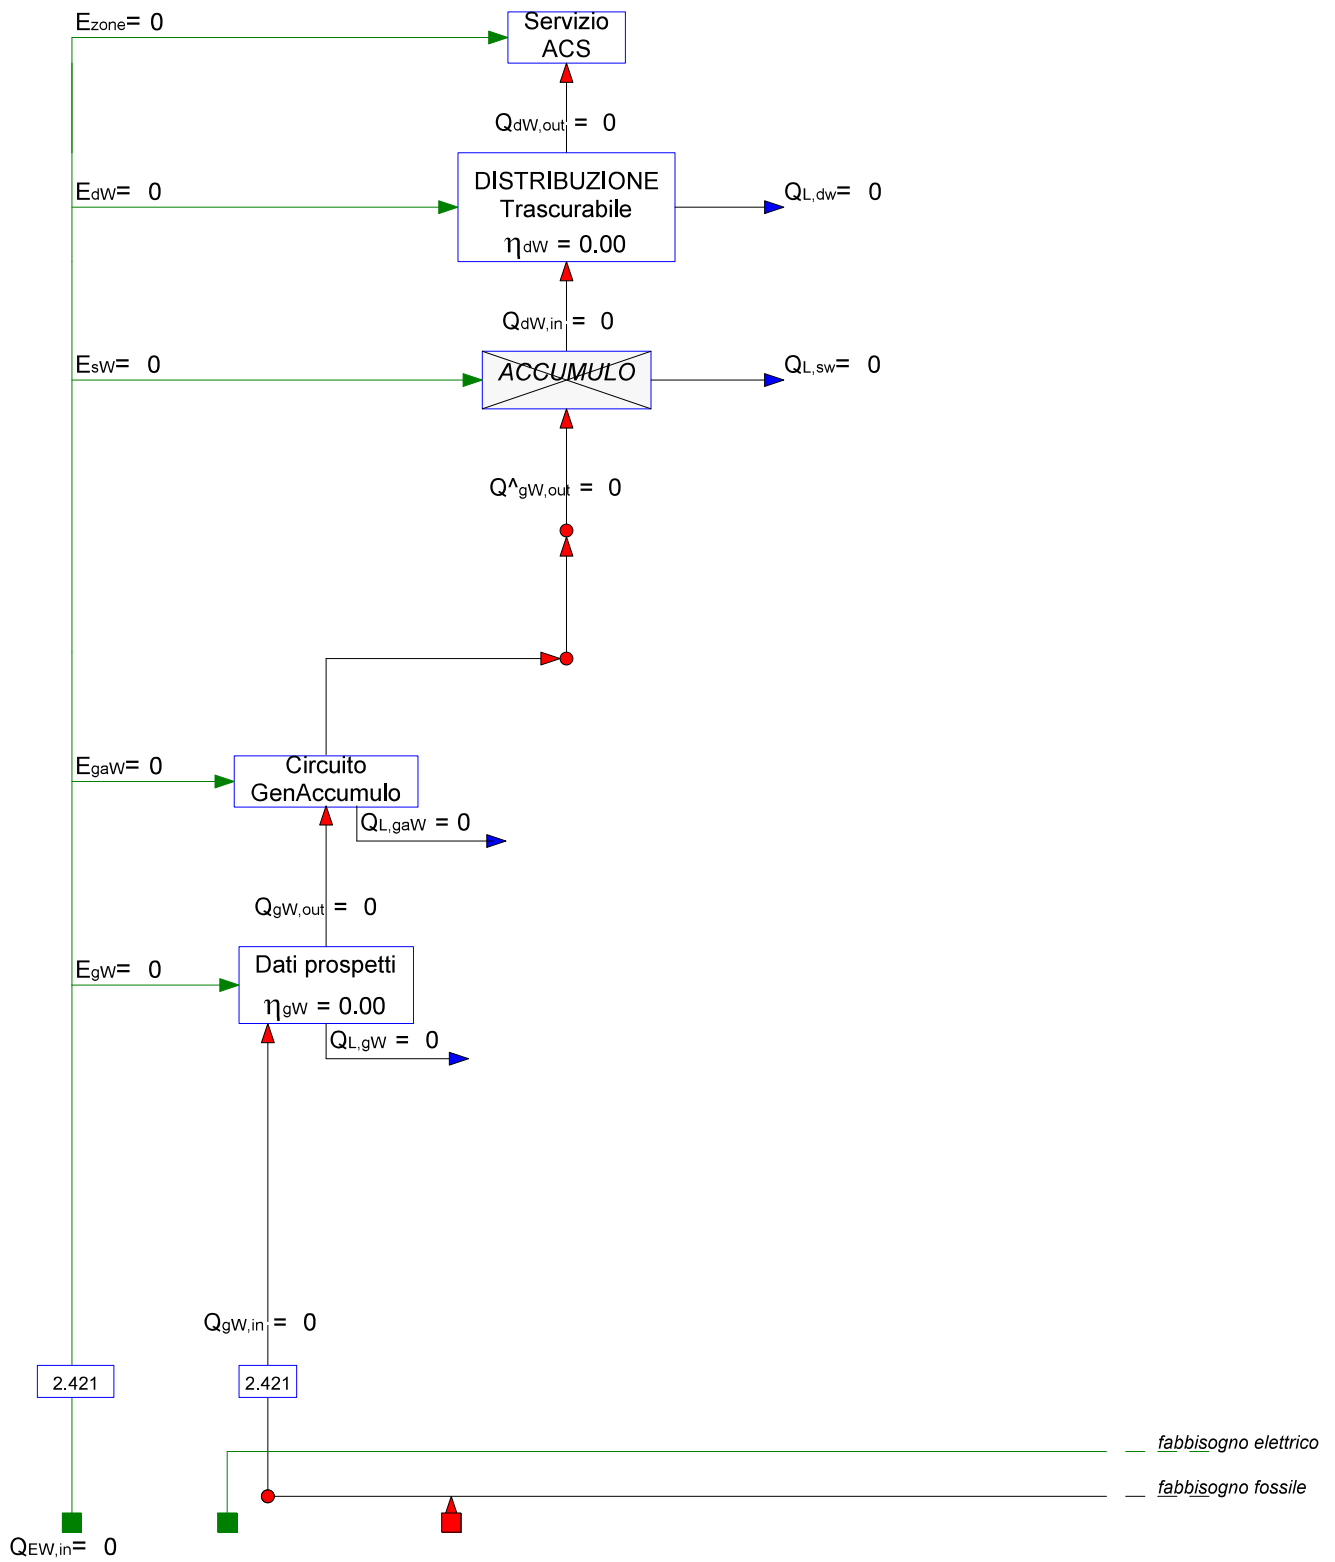 Ezone= 0
Servizio
ACS
QdW,out = 0
EdW= 0
DISTRIBUZIONE
Trascurabile
ηdW = 0.00
QL,dw= 0
QdW,in = 0
EsW= 0
ACCUMULO
QL,sw= 0
Q^gW,out = 0
EgaW= 0
Circuito
GenAccumulo
QL,gaW = 0
QgW,out = 0
EgW= 0
Dati prospetti
ηgW = 0.00
QL,gW = 0
QgW,in = 0
2.421
2.421
fabbisogno elettrico
fabbisogno fossile
QEW,in= 0